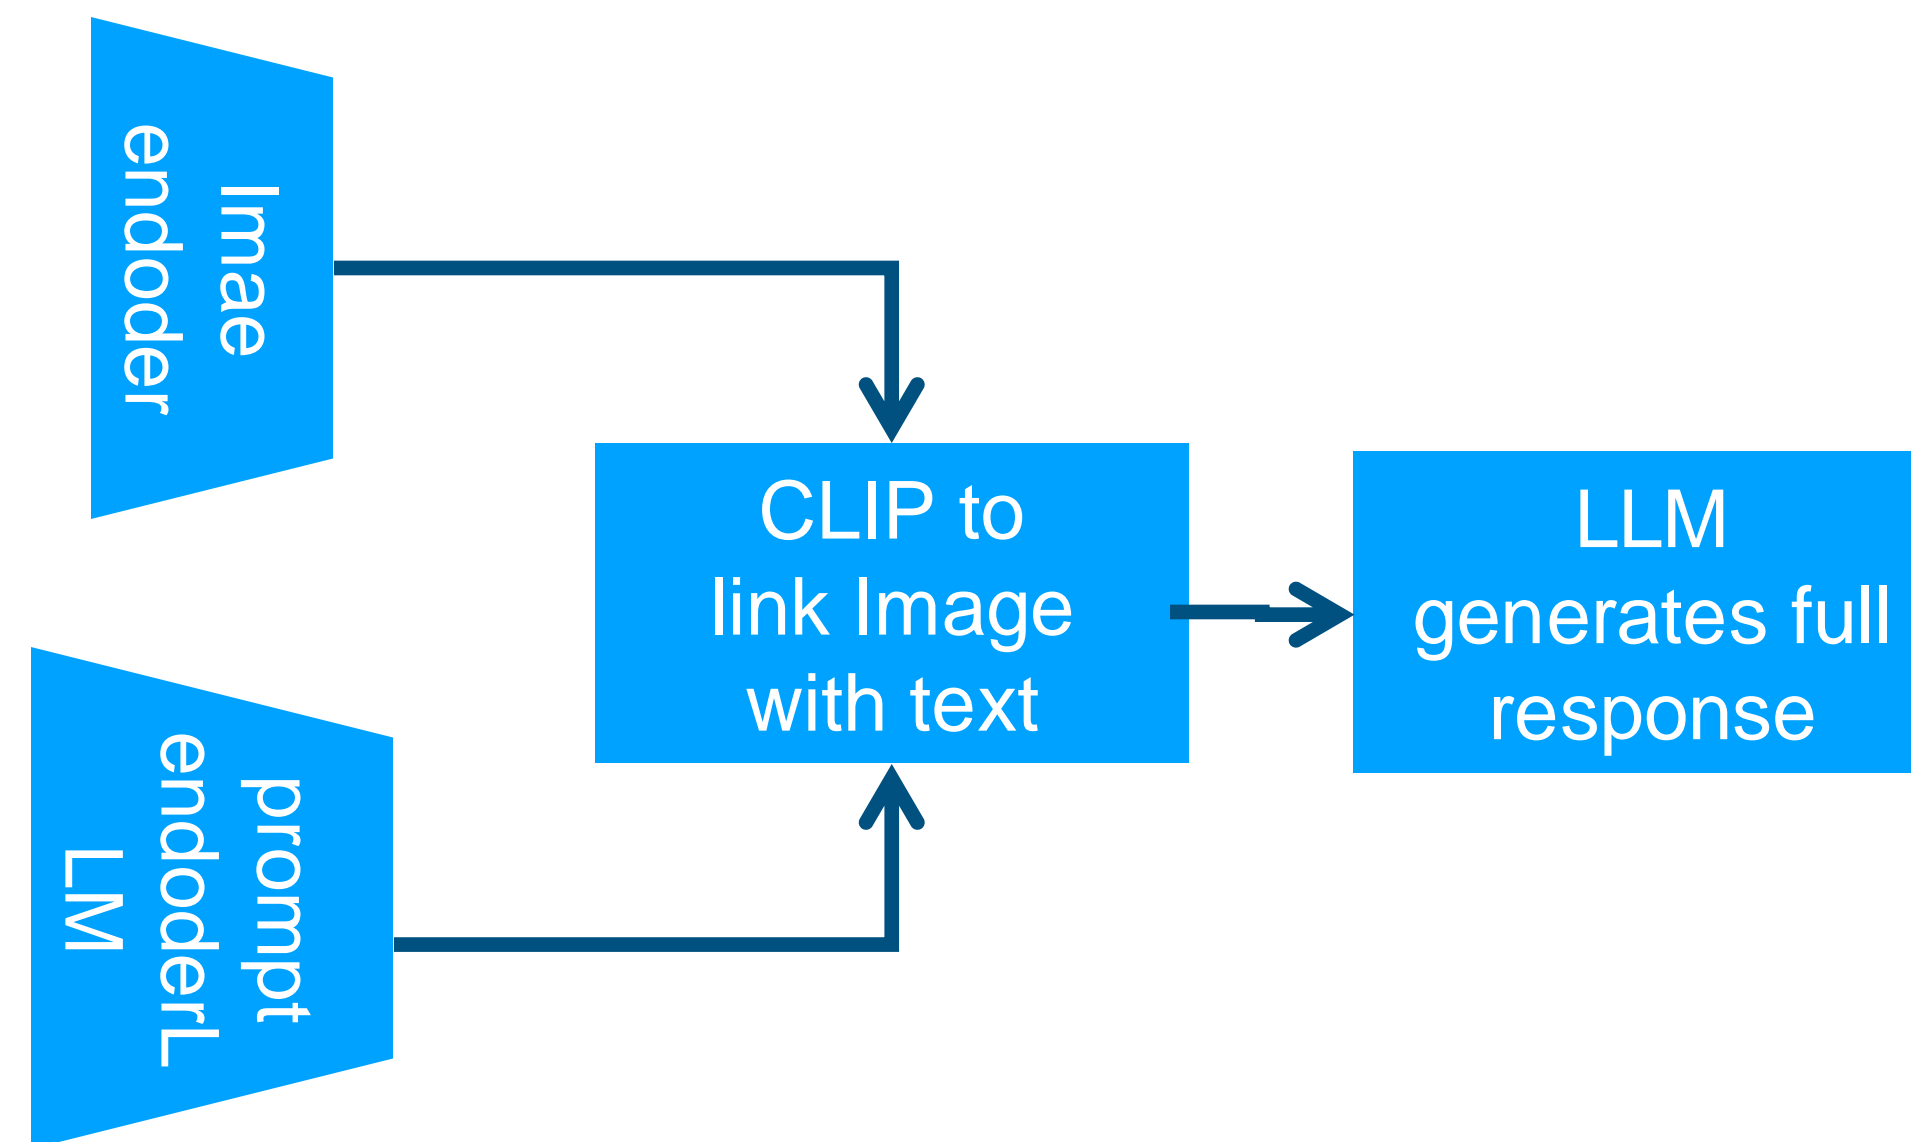 Imae
endoder
CLIP to
link Image
with text
LLM
generates full
response
prompt
endoderL
LM